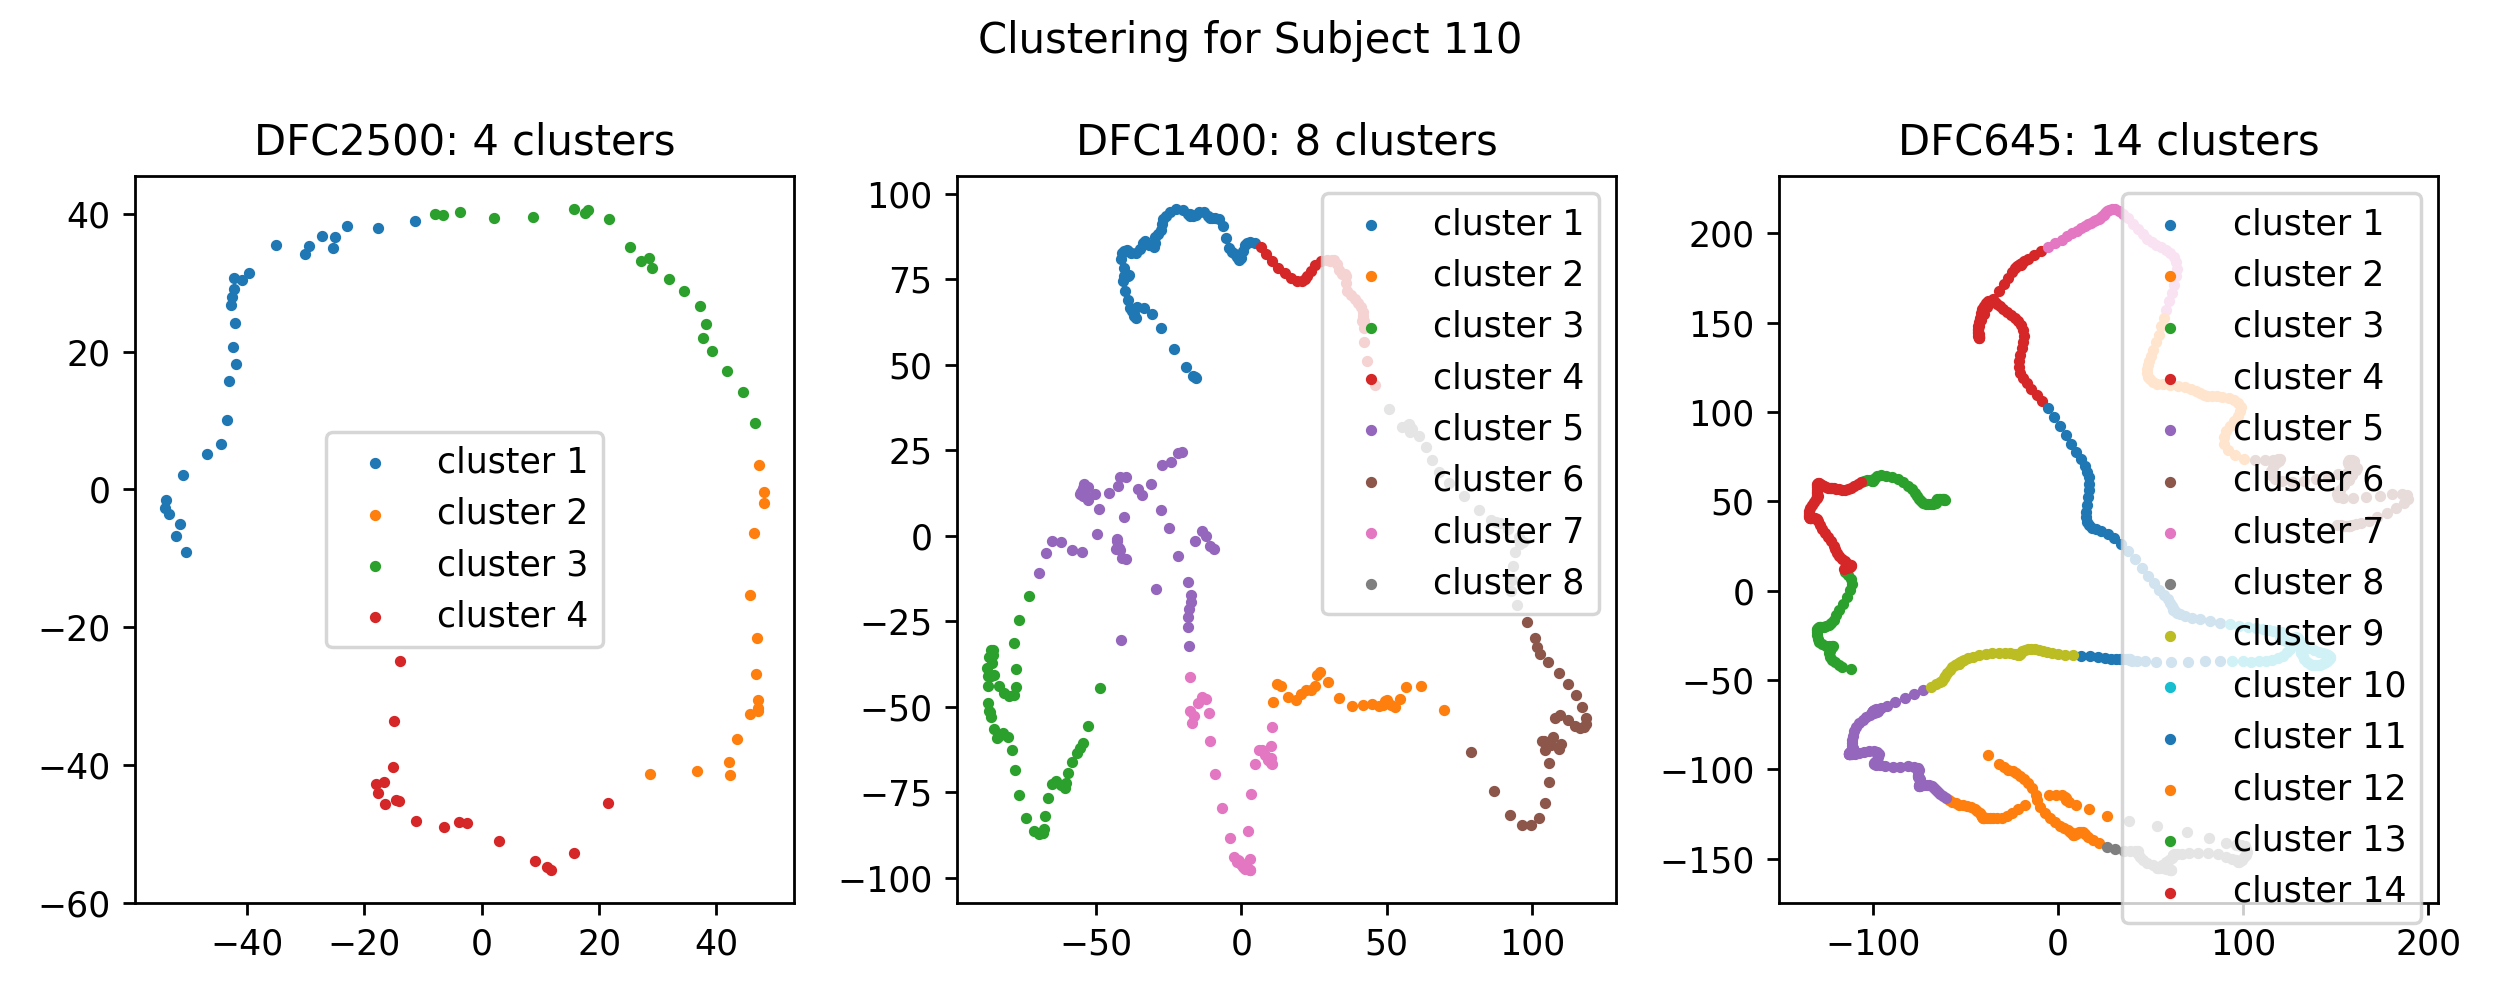 Clustering for Subject 110
DFC2500: 4 clusters
40
20
0
−20
−40
−60
−40
−20
0
20
40
cluster 1
cluster 2
cluster 3
cluster 4
DFC1400: 8 clusters
100
75
50
25
0
−25
−50
−75
−100
−50
0
50
100
cluster 1
cluster 2
cluster 3
cluster 4
cluster 5
cluster 6
cluster 7
cluster 8
DFC645: 14 clusters
200
150
100
50
0
−50
−100
−150
−100
0
100
200
cluster 1
cluster 2
cluster 3
cluster 4
cluster 5
cluster 6
cluster 7
cluster 8
cluster 9
cluster 10
cluster 11
cluster 12
cluster 13
cluster 14